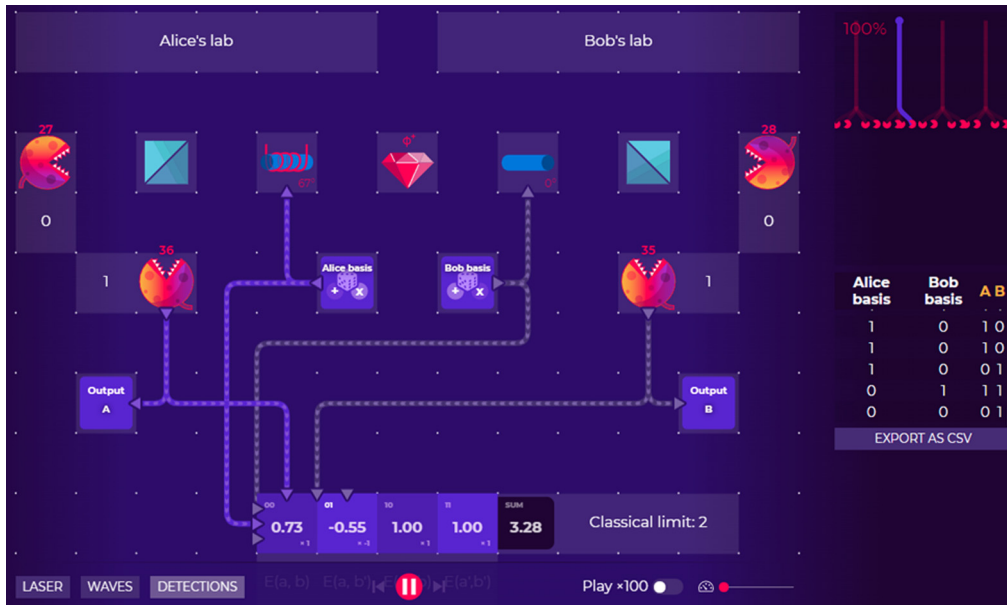 Alice's lab
Bob's lab
100%
27
28
67°
0°
0
0
36
35
1
Alice basis
+ x
Bob basis
+ x
1
Output
A
Output
B
Alice basis Bob basis A B
1 0 1 0
1 0 1 0
1 0 0 1
0 1 1 1
0 0 0 1
EXPORT AS CSV
00 01 10 11 SUM
0.73 -0.55 1.00 1.00 3.28
×1 ×-1 ×1 ×1
Classical limit: 2
E(a, b) E(a, b') E(a',b')
LASER WAVES DETECTIONS
Play ×100